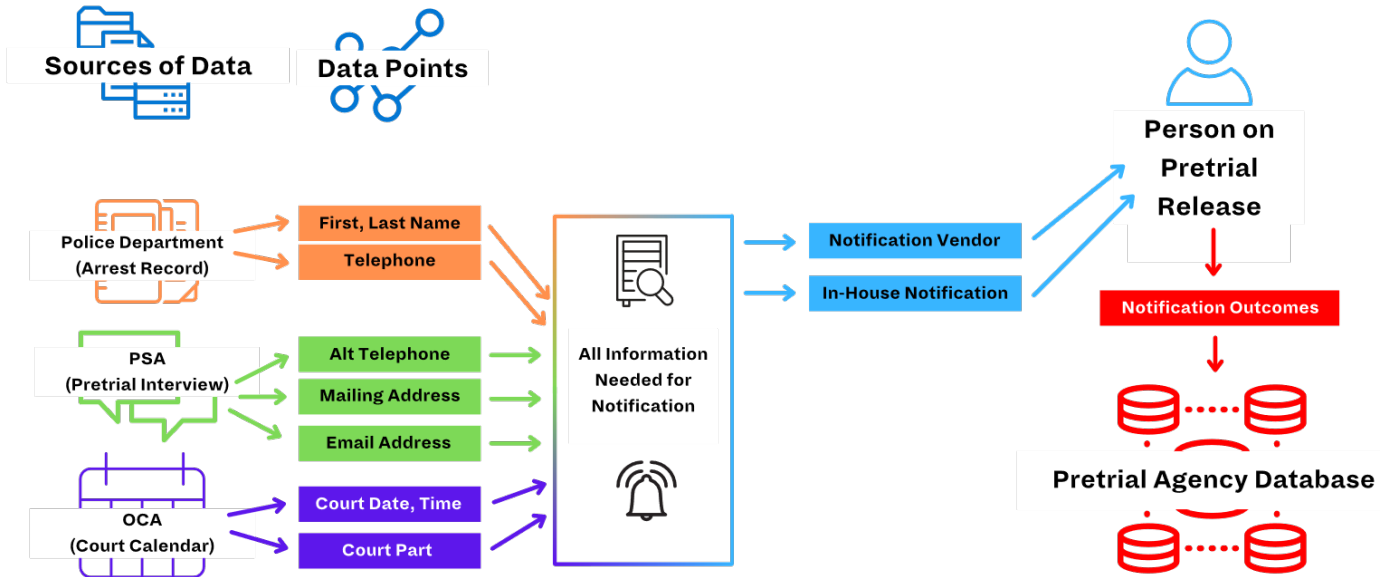 Sources of Data
Data Points
Person on
Pretrial
Release
Police Department
(Arrest Record)
First, Last Name
Telephone
PSA
(Pretrial Interview)
Alt Telephone
Mailing Address
Email Address
OCA
(Court Calendar)
Court Date, Time
Court Part
All Information
Needed for
Notification
Notification Vendor
In-House Notification
Notification Outcomes
Pretrial Agency Database